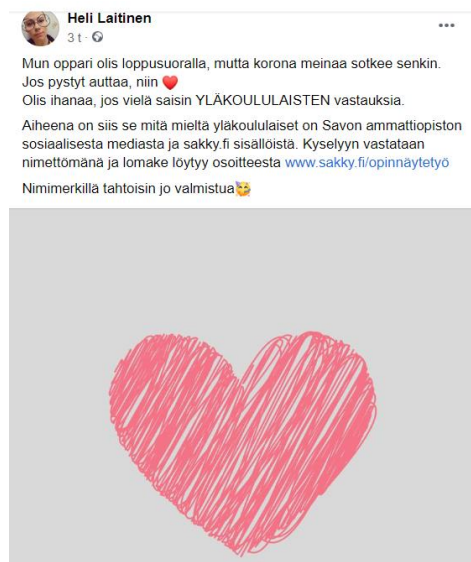 Heli Laitinen
3 t ·
Mun oppari olis loppusuoralla, mutta korona meinaa sotkee senkin.
Jos pystyt auttaa, niin ❤️
Olis ihanaa, jos vielä saisin YLÄKOULULAISTEN vastauksia.
Aiheena on siis se mitä mieltä yläkoululaiset on Savon ammattiopiston
sosiaalisesta mediasta ja sakky.fi sisällöistä. Kyselyyn vastataan
nimettömänä ja lomake löytyy osoitteesta www.sakky.fi/opinnäytetyö
Nimimerkillä tahtoisin jo valmistua🥳